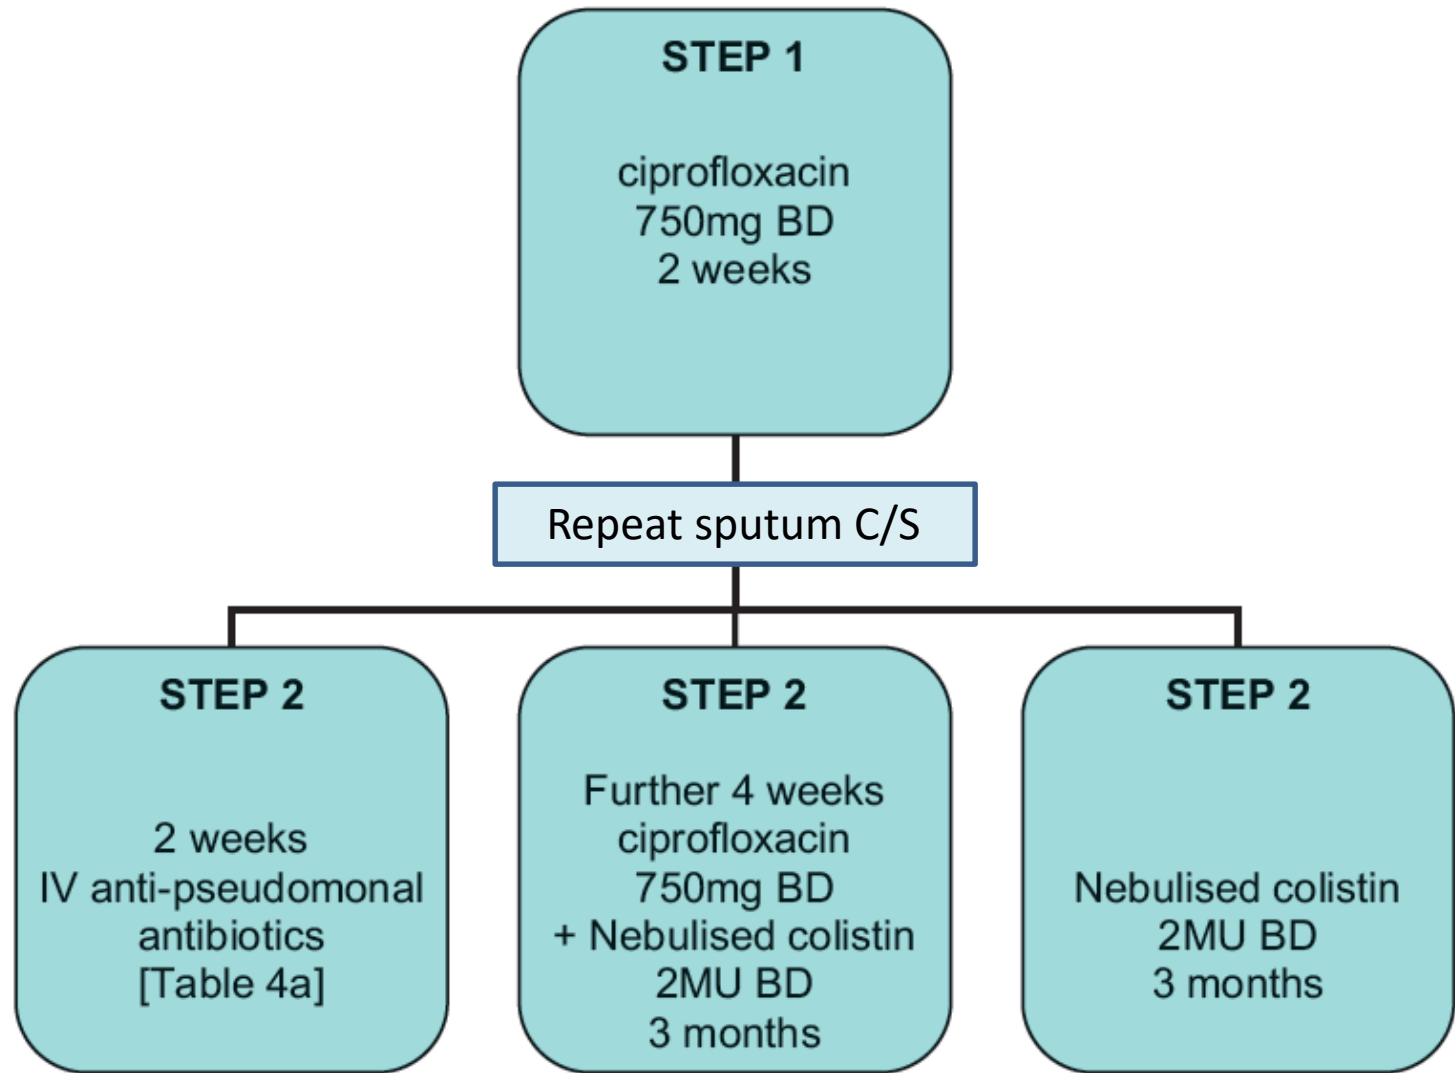 STEP 1
ciprofloxacin
750mg BD
2 weeks
Repeat sputum C/S
STEP 2
2 weeks
IV anti-pseudomonal
antibiotics
[Table 4a]
STEP 2
Further 4 weeks
ciprofloxacin
750mg BD
+ Nebulised colistin
2MU BD
3 months
STEP 2
Nebulised colistin
2MU BD
3 months